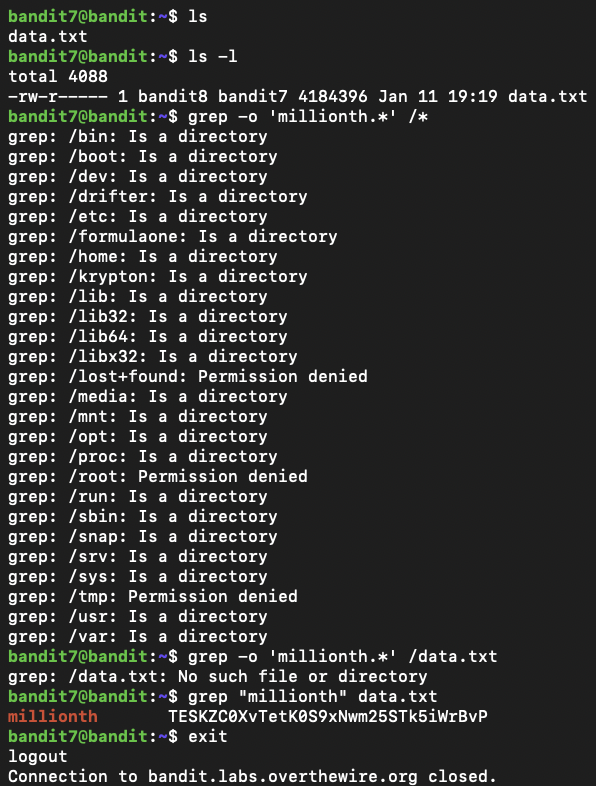 bandit7@bandit:~$ ls
data.txt
bandit7@bandit:~$ ls -l
total 4088
-rw-r----- 1 bandit8 bandit7 4184396 Jan 11 19:19 data.txt
bandit7@bandit:~$ grep -o 'millionth.*' /*
grep: /bin: Is a directory
grep: /boot: Is a directory
grep: /dev: Is a directory
grep: /drifter: Is a directory
grep: /etc: Is a directory
grep: /formulaone: Is a directory
grep: /home: Is a directory
grep: /krypton: Is a directory
grep: /lib: Is a directory
grep: /lib32: Is a directory
grep: /lib64: Is a directory
grep: /libx32: Is a directory
grep: /lost+found: Permission denied
grep: /media: Is a directory
grep: /mnt: Is a directory
grep: /opt: Is a directory
grep: /proc: Is a directory
grep: /root: Permission denied
grep: /run: Is a directory
grep: /sbin: Is a directory
grep: /snap: Is a directory
grep: /srv: Is a directory
grep: /sys: Is a directory
grep: /tmp: Permission denied
grep: /usr: Is a directory
grep: /var: Is a directory
bandit7@bandit:~$ grep -o 'millionth.*' /data.txt
grep: /data.txt: No such file or directory
bandit7@bandit:~$ grep "millionth" data.txt
millionth       TESKZC0XvTetK0S9xNwm25STk5iWrBvP
bandit7@bandit:~$ exit
logout
Connection to bandit.labs.overthewire.org closed.